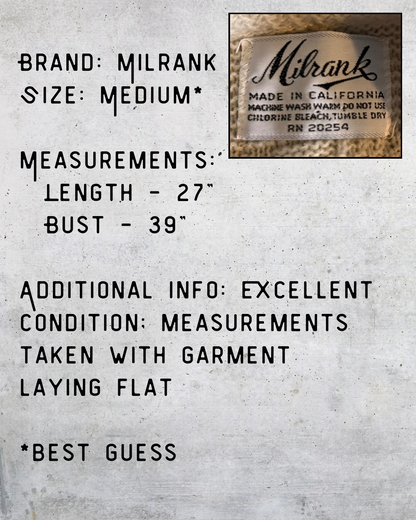 BRAND: MILRANK
SIZE: MEDIUM*
Milrank
MADE IN CALIFORNIA
MACHINE WASH WARM DO NOT USE
CHLORINE BLEACH, TUMBLE DRY
RN 20254
MEASUREMENTS:
LENGTH - 27"
BUST - 39"
ADDITIONAL INFO: EXCELLENT
CONDITION; MEASUREMENTS
TAKEN WITH GARMENT
LAYING FLAT
*BEST GUESS